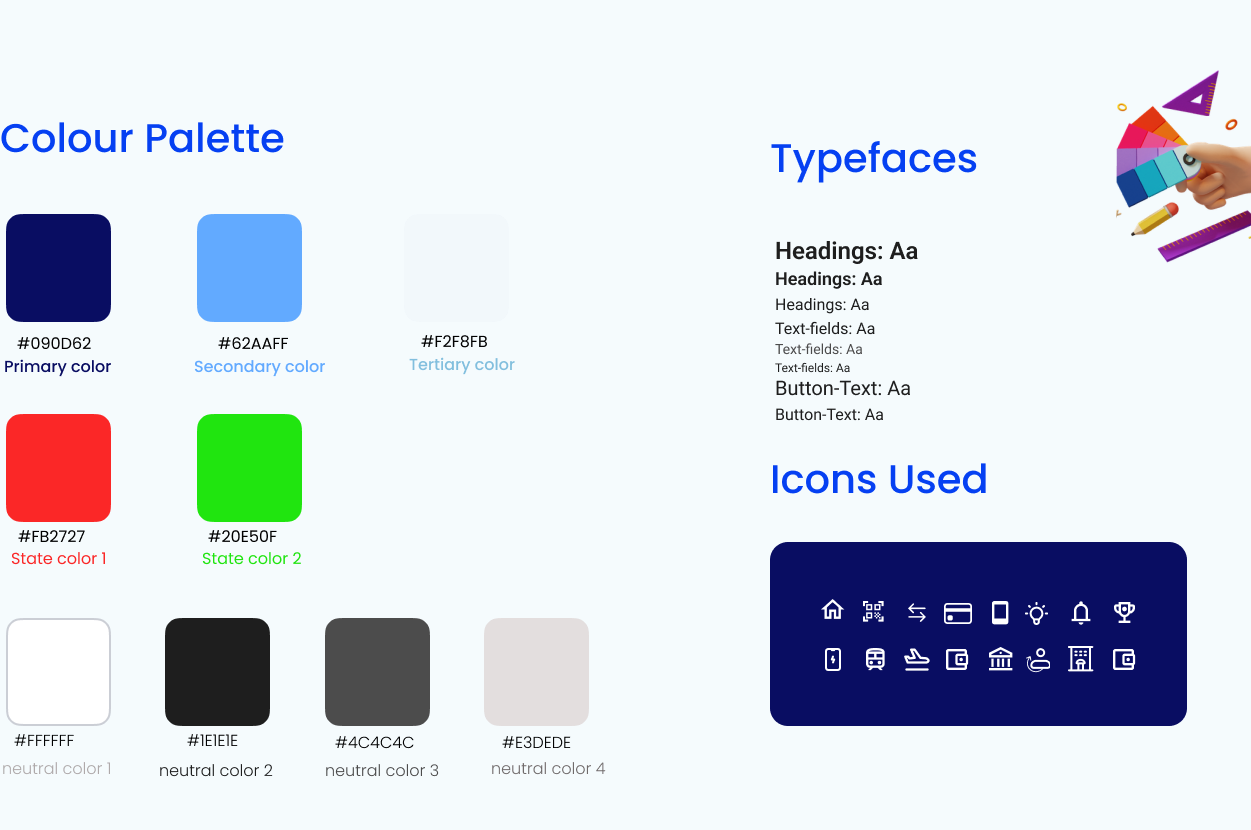 Colour Palette
#090D62
Primary color
#62AAFF
Secondary color
#F2F8FB
Tertiary color
#FB2727
State color 1
#20E50F
State color 2
#FFFFFF
neutral color 1
#1E1E1E
neutral color 2
#4C4C4C
neutral color 3
#E3DEDE
neutral color 4
Typefaces
Headings: Aa
Headings: Aa
Headings: Aa
Text-fields: Aa
Text-fields: Aa
Text-fields: Aa
Button-Text: Aa
Button-Text: Aa
Icons Used